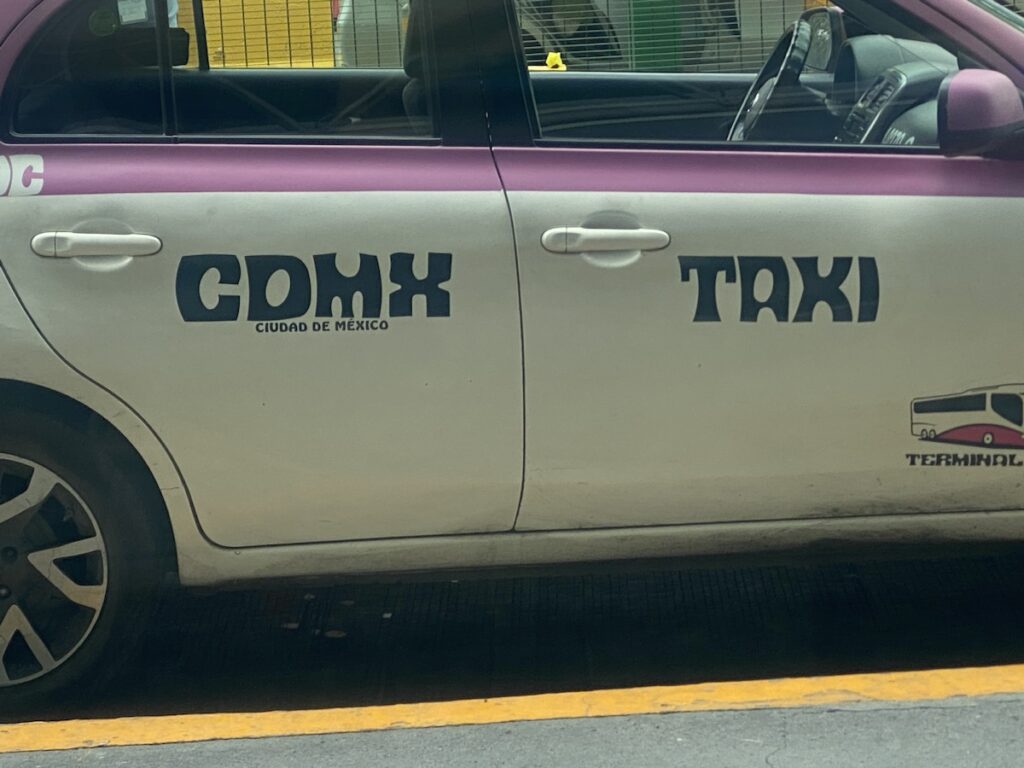 CDMX
CIUDAD DE MÉXICO
TAXI
TERMINAL